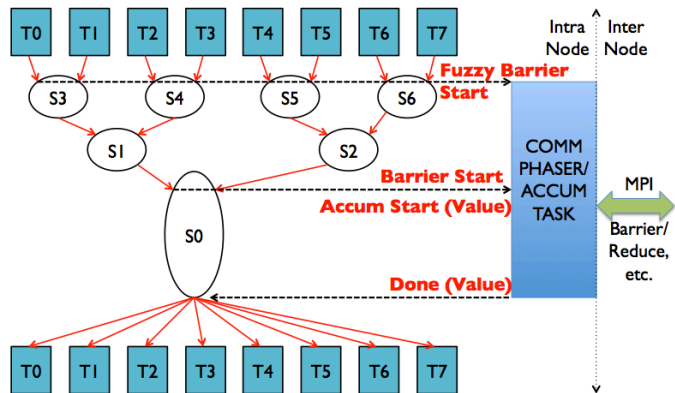 T0 T1 T2 T3 T4 T5 T6 T7
Intra Inter
Node Node
Fuzzy Barrier
Start
S3 S4 S5 S6
S1 S2
COMM
PHASER/
ACCUM
TASK
Barrier Start
MPI
Accum Start (Value)
Barrier/
Reduce,
etc.
S0
Done (Value)
T0 T1 T2 T3 T4 T5 T6 T7